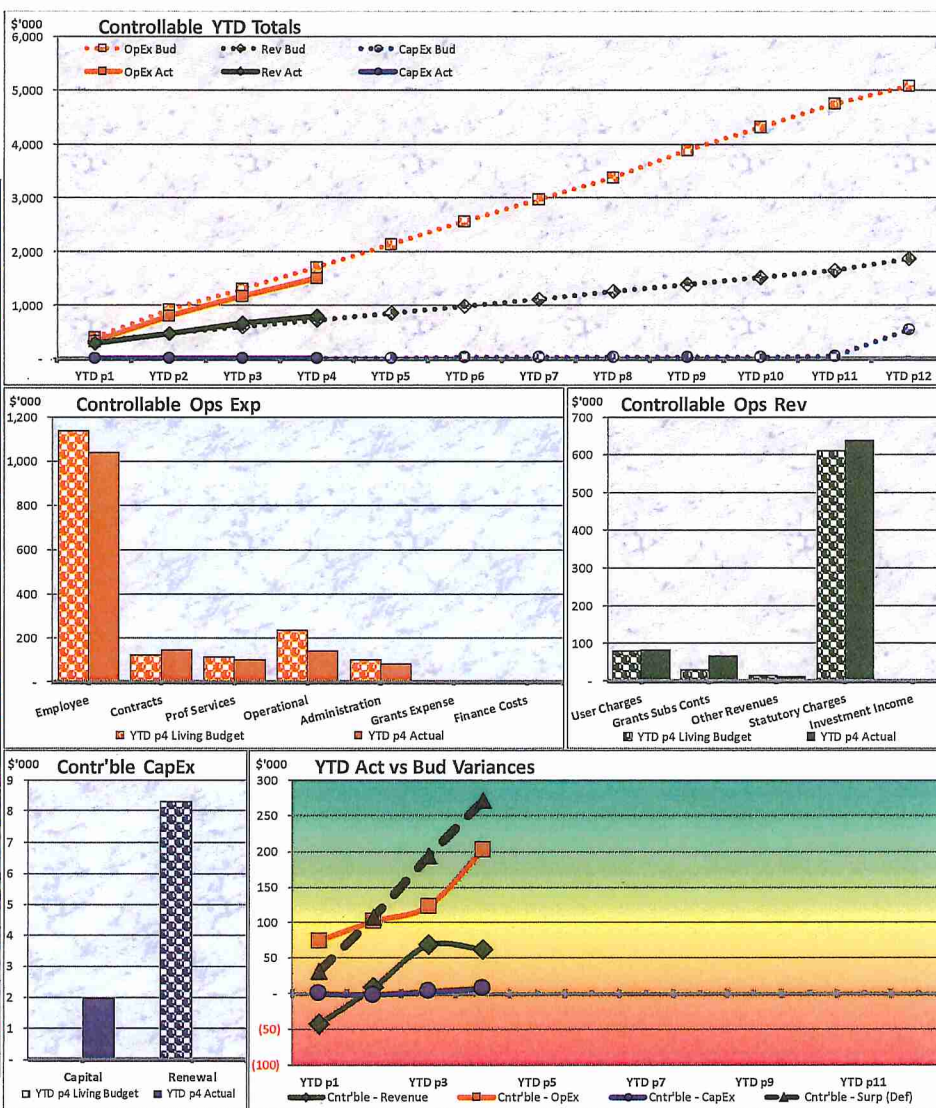 $'000
Controllable YTD Totals
6,000
OpEx Bud Rev Bud CapEx Bud
OpEx Act Rev Act CapEx Act
5,000
4,000
3,000
2,000
1,000
-
YTD p1 YTD p2 YTD p3 YTD p4 YTD p5 YTD p6 YTD p7 YTD p8 YTD p9 YTD p10 YTD p11 YTD p12
$'000
Controllable Ops Exp
1,200
1,000
800
600
400
200
-
Employee Contracts Prof Services Operational Administration Grants Expense Finance Costs
YTD p4 Living Budget YTD p4 Actual
$'000
Controllable Ops Rev
700
600
500
400
300
200
100
-
User Charges Grants Subs Conts Other Revenues Statutory Charges Investment Income
YTD p4 Living Budget YTD p4 Actual
$'000
Contr'ble CapEx
9
8
7
6
5
4
3
2
1
-
Capital Renewal
YTD p4 Living Budget YTD p4 Actual
$'000
YTD Act vs Bud Variances
300
250
200
150
100
50
-
(50)
(100)
YTD p1 YTD p3 YTD p5 YTD p7 YTD p9 YTD p11
Cntr'ble - Revenue Cntr'ble - OpEx Cntr'ble - CapEx Cntr'ble - Surp (Def)